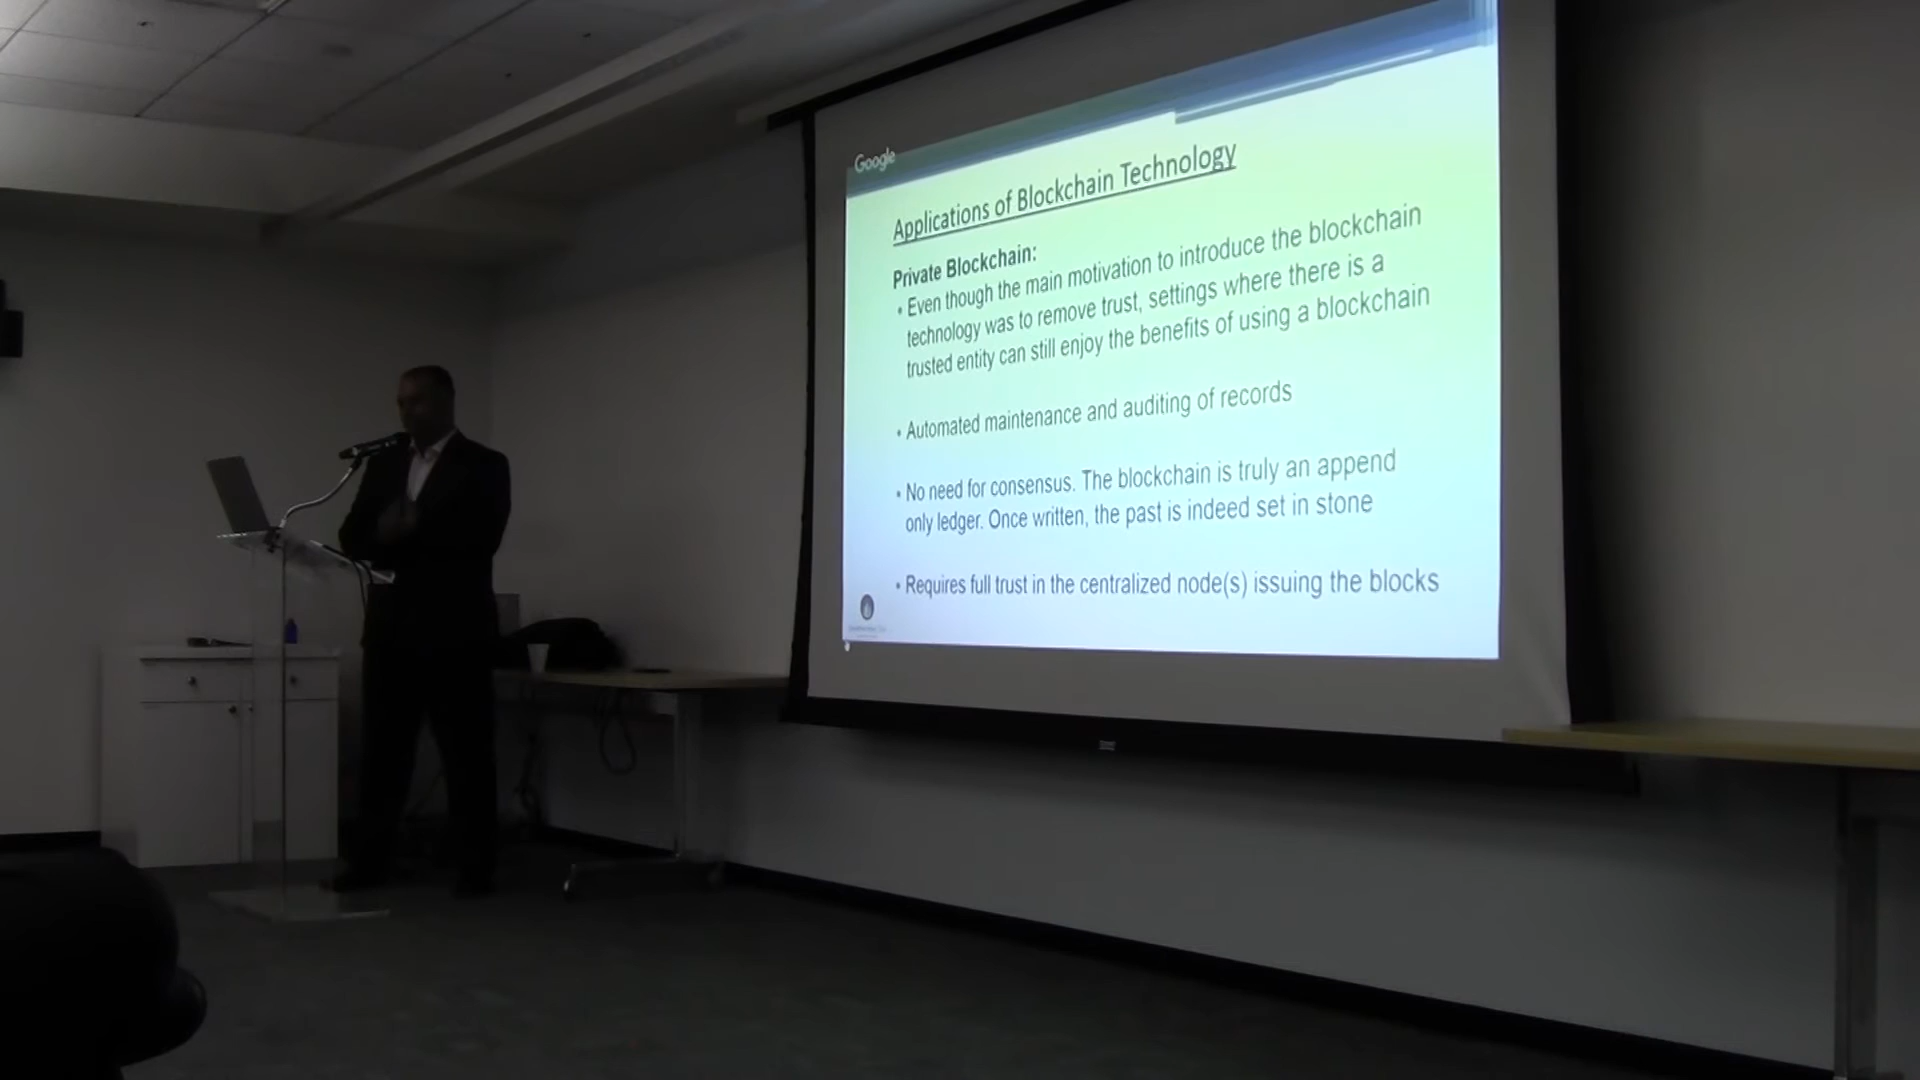 Google
Applications of Blockchain Technology
Private Blockchain:
• Even though the main motivation to introduce the blockchain
technology was to remove trust, settings where there is a
trusted entity can still enjoy the benefits of using a blockchain
• Automated maintenance and auditing of records
• No need for consensus. The blockchain is truly an append
only ledger. Once written, the past is indeed set in stone
• Requires full trust in the centralized node(s) issuing the blocks